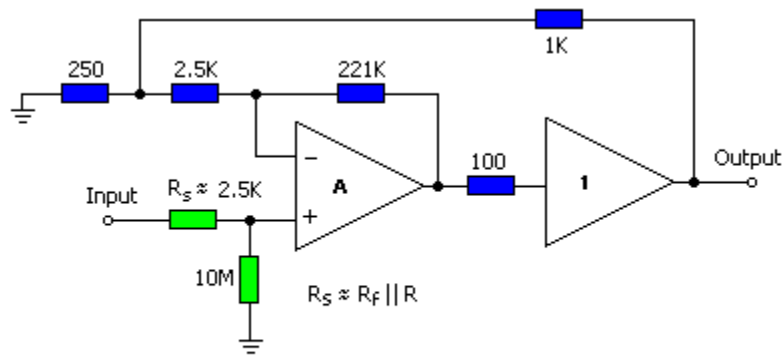 1K
250
2.5K
221K
−
A
+
100
1
Output
Input
Rs ≈ 2.5K
10M
Rs ≈ Rf || R